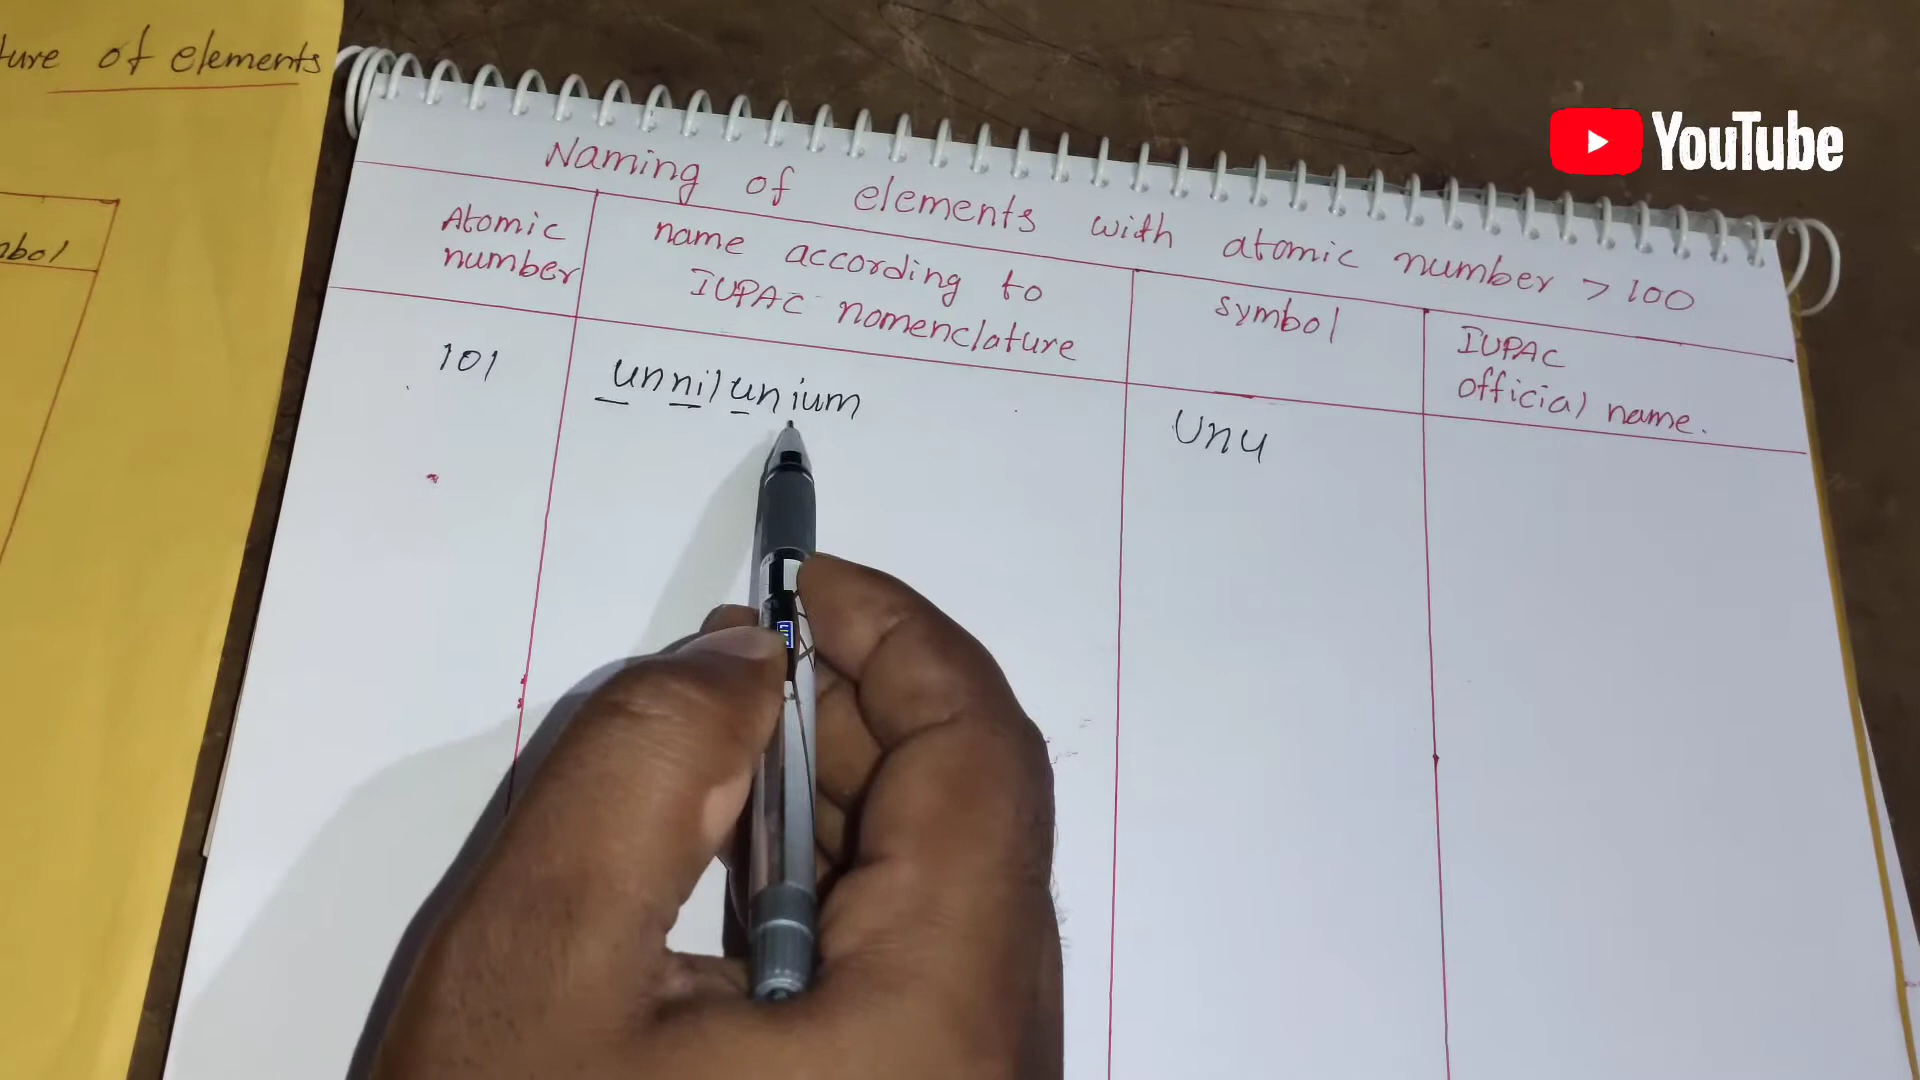 ture of elements
mbol
YouTube
Naming of elements with atomic number > 100
Atomic
number
name according to
IUPAC nomenclature
symbol
IUPAC
official name.
101
unnilunium
Unu